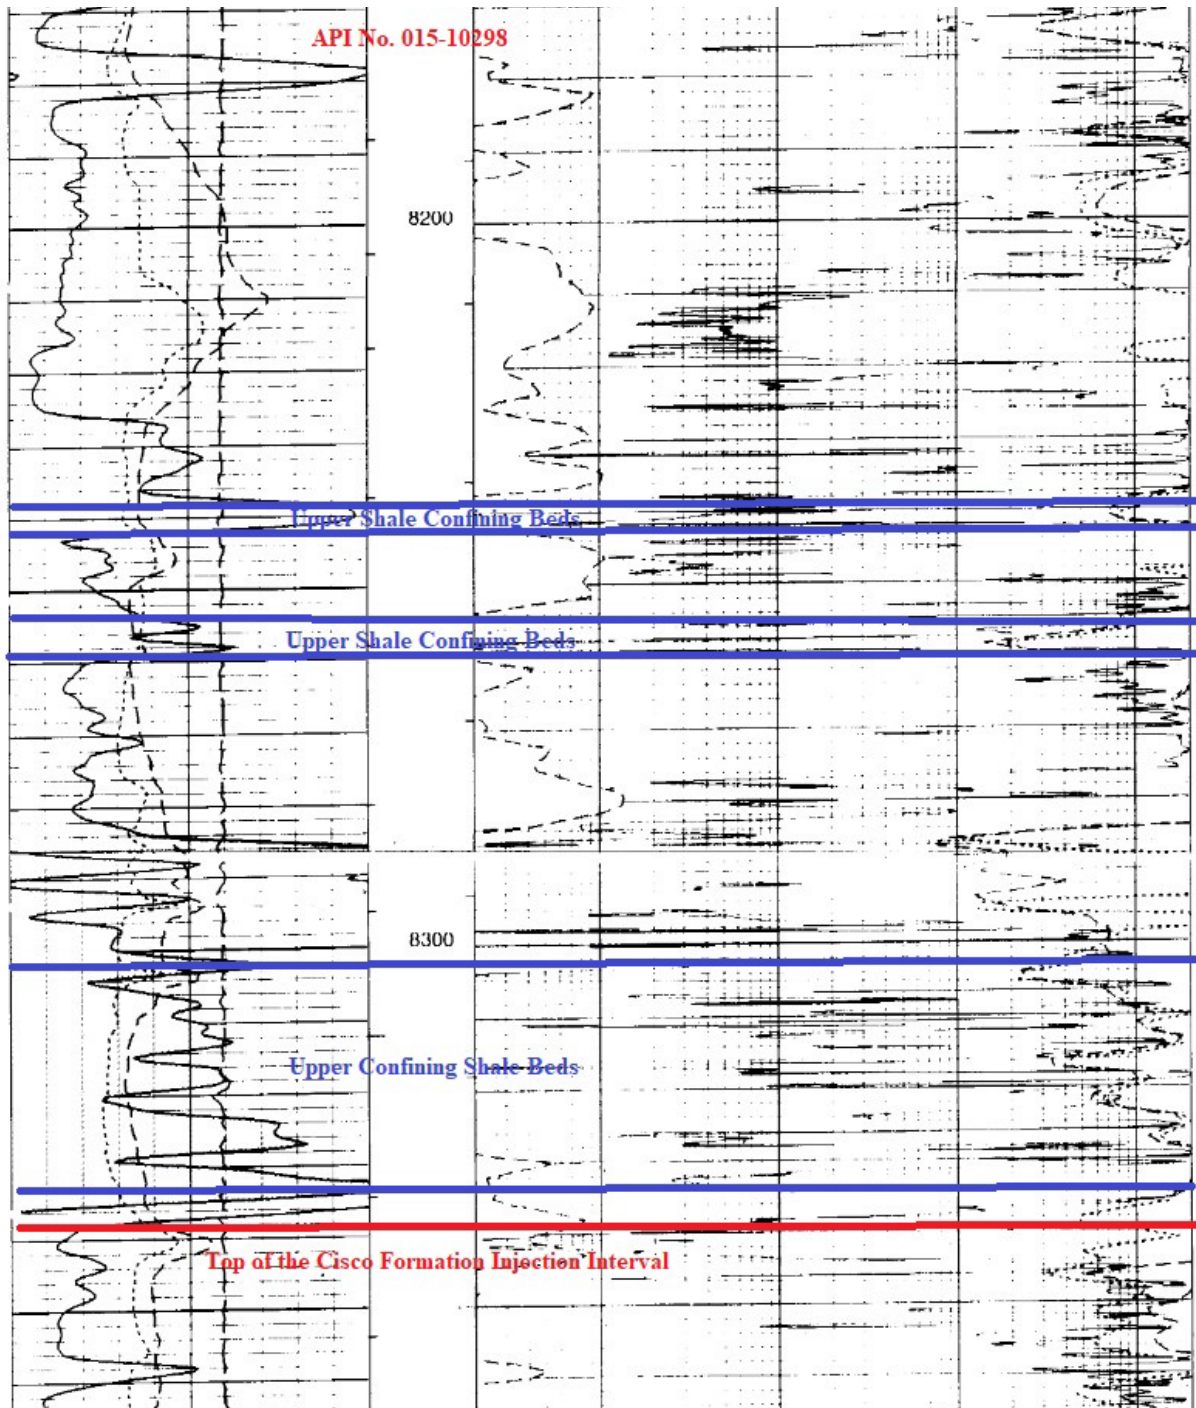 API No. 015-10298
8200
Upper Shale Confining Beds
Upper Shale Confining Beds
8300
Upper Confining Shale Beds
Top of the Cisco Formation Injection Interval